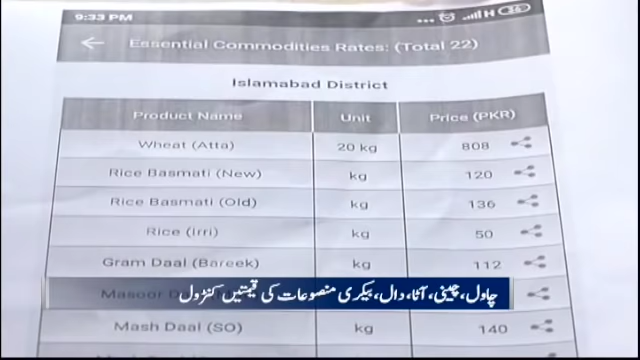 9:33 PM
Essential Commodities Rates: (Total 22)
Islamabad District
Product Name Unit Price (PKR)
Wheat (Atta) 20 kg 808
Rice Basmati (New) kg 120
Rice Basmati (Old) kg 136
Rice (Irri) kg 50
Gram Daal (Bareek) kg 112
چاول، چینی، آٹا، دال، بیکری منصوعات کی قیمتیں کنٹرول
Masoor
Mash Daal (SO) kg 140